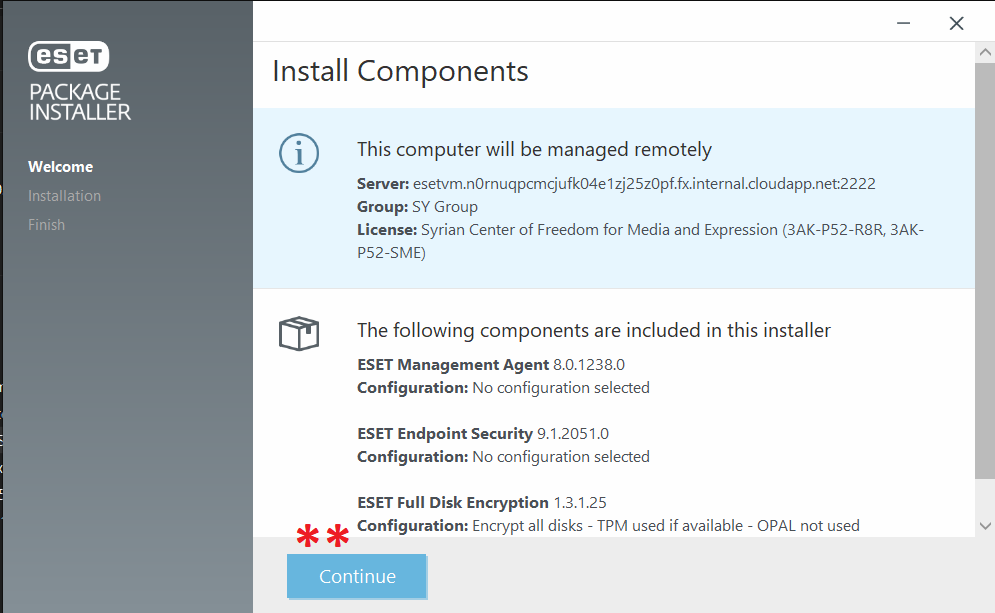 eset
PACKAGE
INSTALLER
Welcome
Installation
Finish
Install Components
This computer will be managed remotely
Server: esetvm.n0rnuqpcmcjufk04e1zj25z0pf.fx.internal.cloudapp.net:2222
Group: SY Group
License: Syrian Center of Freedom for Media and Expression (3AK-P52-R8R, 3AK-
P52-SME)
The following components are included in this installer
ESET Management Agent 8.0.1238.0
Configuration: No configuration selected
ESET Endpoint Security 9.1.2051.0
Configuration: No configuration selected
ESET Full Disk Encryption 1.3.1.25
Configuration: Encrypt all disks - TPM used if available - OPAL not used
**
Continue